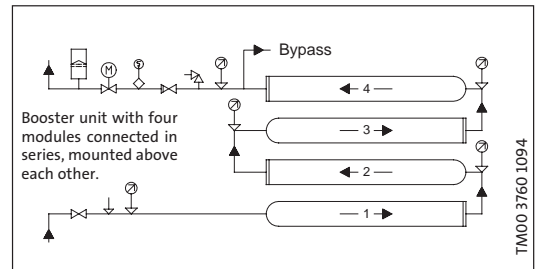 Bypass
M
S
4
Booster unit with four
modules connected in
series, mounted above
each other.
3
2
1
TM00 3760 1094